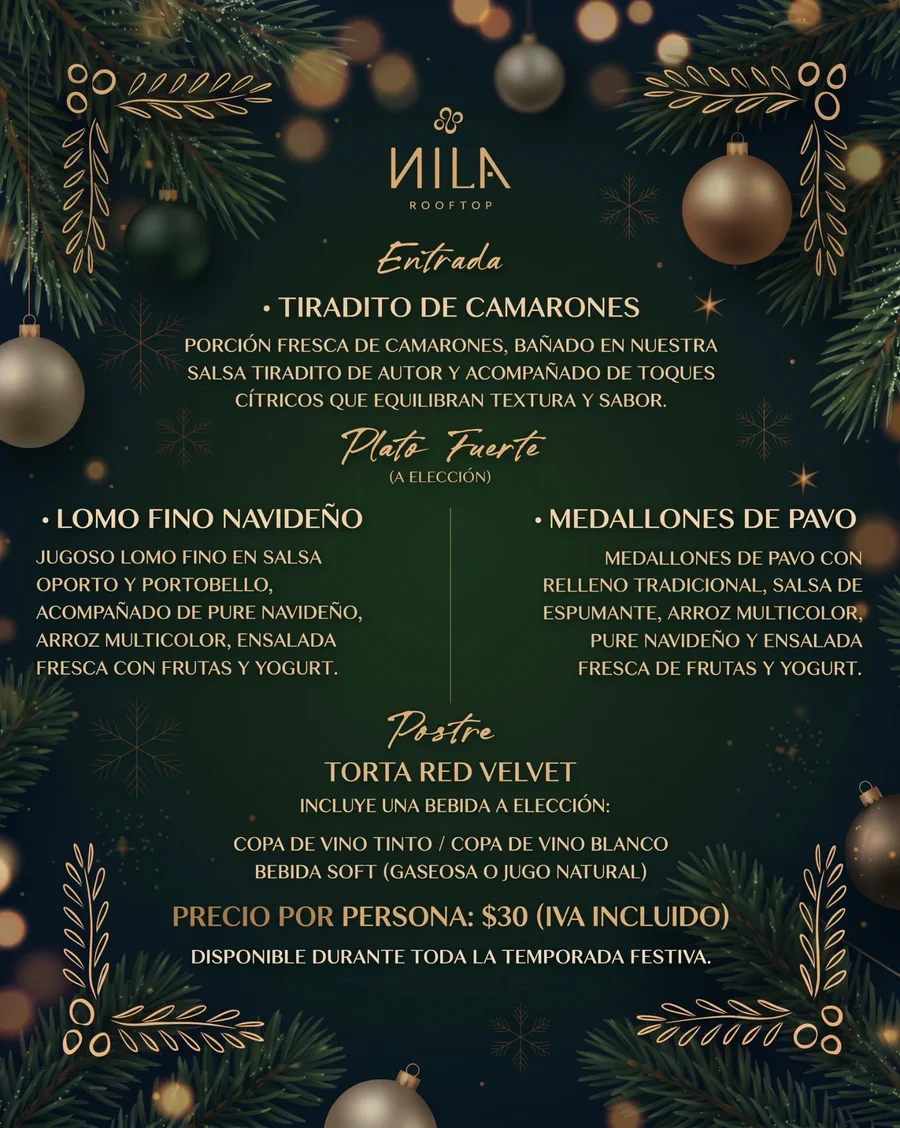 NILA
ROOFTOP
Entrada
• TIRADITO DE CAMARONES
PORCIÓN FRESCA DE CAMARONES, BAÑADO EN NUESTRA
SALSA TIRADITO DE AUTOR Y ACOMPAÑADO DE TOQUES
CÍTRICOS QUE EQUILIBRAN TEXTURA Y SABOR.
Plato Fuerte
(A ELECCIÓN)
• LOMO FINO NAVIDEÑO
JUGOSO LOMO FINO EN SALSA
OPORTO Y PORTOBELLO,
ACOMPAÑADO DE PURE NAVIDEÑO,
ARROZ MULTICOLOR, ENSALADA
FRESCA CON FRUTAS Y YOGURT.
• MEDALLONES DE PAVO
MEDALLONES DE PAVO CON
RELLENO TRADICIONAL, SALSA DE
ESPUMANTE, ARROZ MULTICOLOR,
PURE NAVIDEÑO Y ENSALADA
FRESCA DE FRUTAS Y YOGURT.
Postre
TORTA RED VELVET
INCLUYE UNA BEBIDA A ELECCIÓN:
COPA DE VINO TINTO / COPA DE VINO BLANCO
BEBIDA SOFT (GASEOSA O JUGO NATURAL)
PRECIO POR PERSONA: $30 (IVA INCLUIDO)
DISPONIBLE DURANTE TODA LA TEMPORADA FESTIVA.